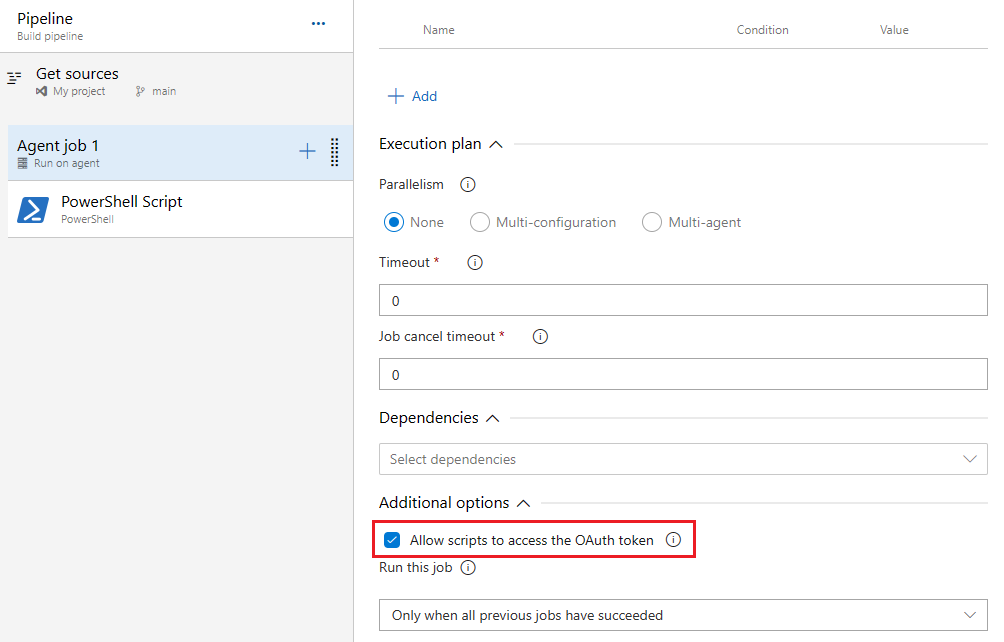 Pipeline
Build pipeline
Get sources
My project main
Agent job 1
Run on agent
PowerShell Script
PowerShell
Name Condition Value
Add
Execution plan
Parallelism
None Multi-configuration Multi-agent
Timeout *
0
Job cancel timeout *
0
Dependencies
Select dependencies
Additional options
Allow scripts to access the OAuth token
Run this job
Only when all previous jobs have succeeded